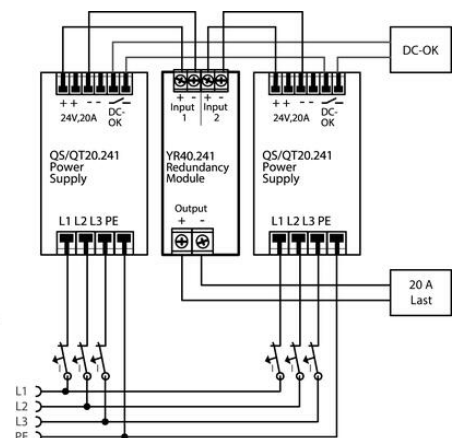 DC-OK
+ + - -
24V,20A
DC-
OK
QS/QT20.241
Power
Supply
L1 L2 L3 PE
+ - + -
Input
1
Input
2
YR40.241
Redundancy
Module
Output
+ -
+ + - -
24V,20A
DC-
OK
QS/QT20.241
Power
Supply
L1 L2 L3 PE
20 A
Last
L1
L2
L3
PE